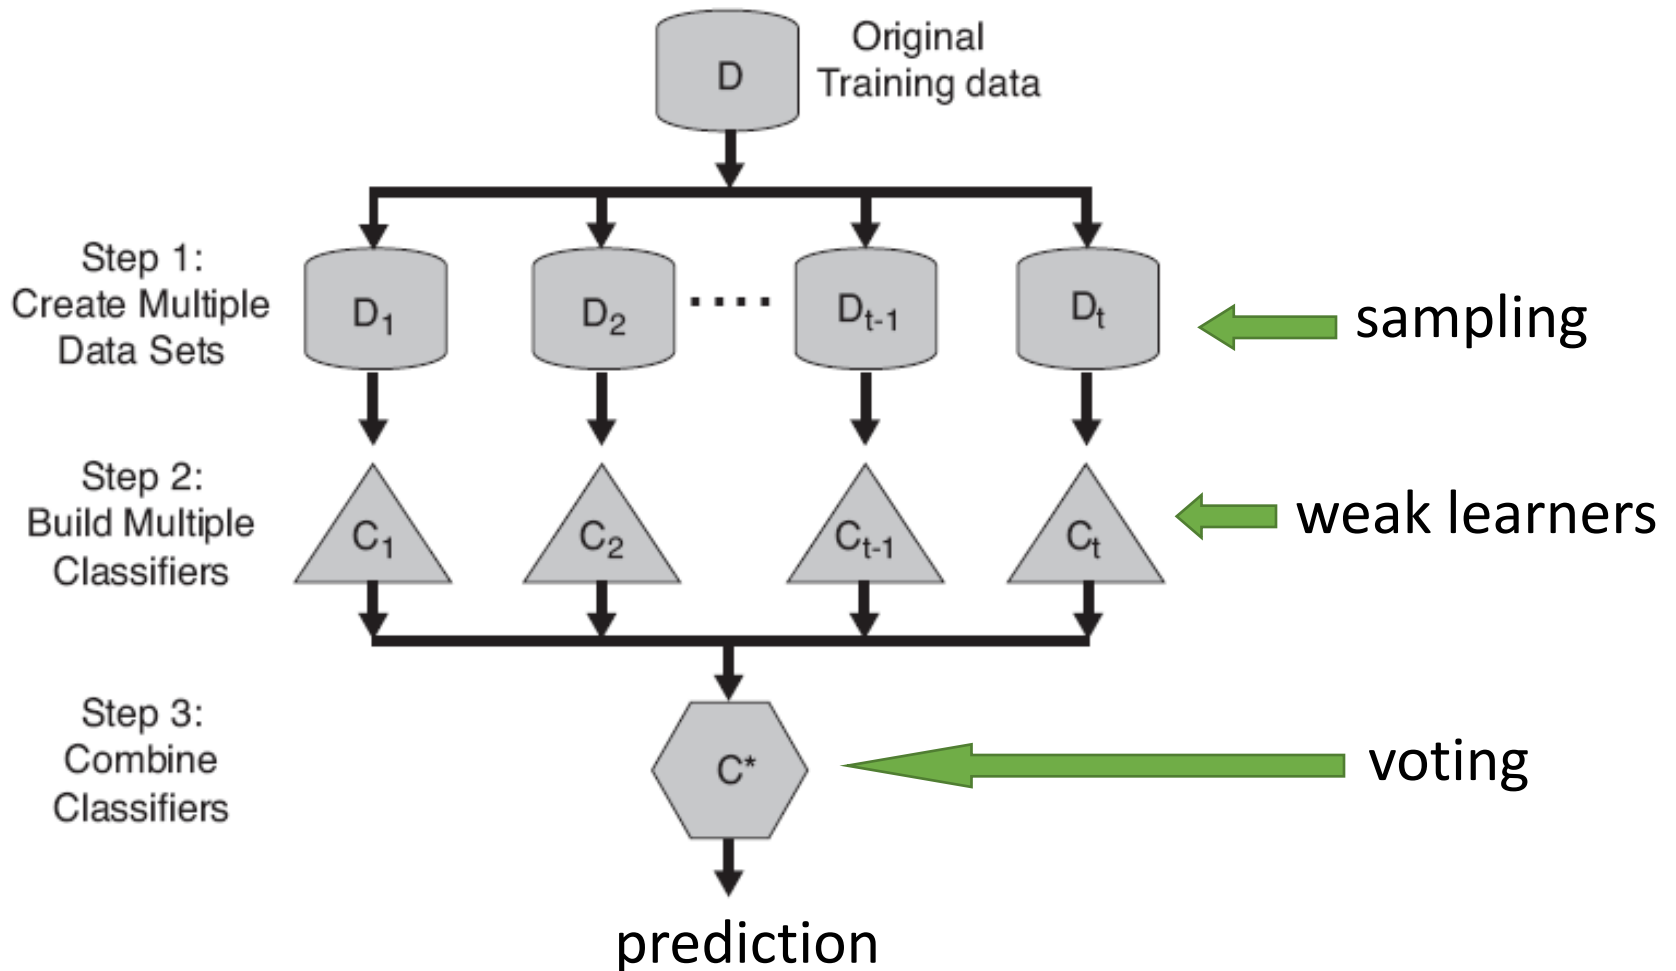 D
Original
Training data
Step 1:
Create Multiple
Data Sets
D1
D2
....
Dt-1
Dt
sampling
Step 2:
Build Multiple
Classifiers
C1
C2
Ct-1
Ct
weak learners
Step 3:
Combine
Classifiers
C*
voting
prediction